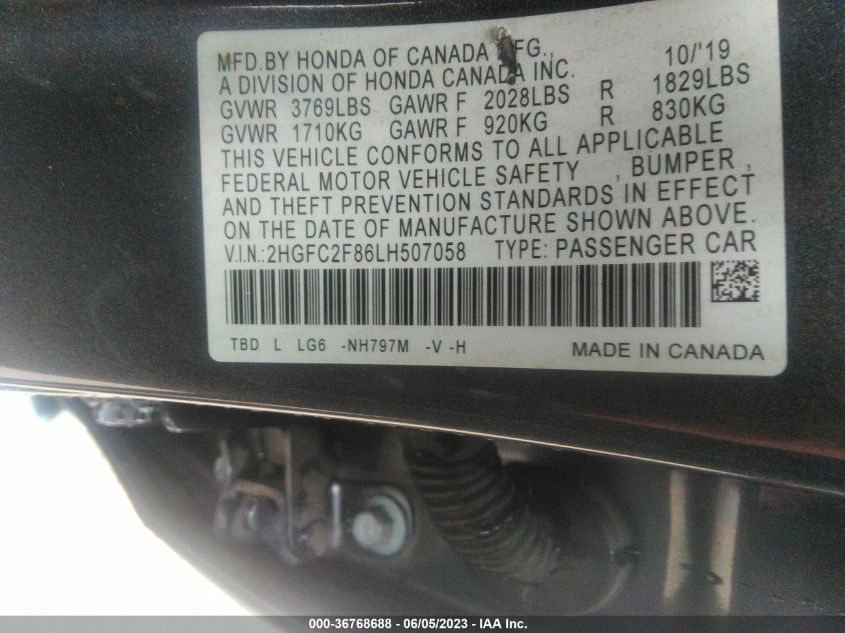 MFD.BY HONDA OF CANADA FG., 10/'19
A DIVISION OF HONDA CANADA INC.
GVWR 3769LBS GAWR F 2028LBS R 1829LBS
GVWR 1710KG GAWR F 920KG R 830KG
THIS VEHICLE CONFORMS TO ALL APPLICABLE
FEDERAL MOTOR VEHICLE SAFETY , BUMPER ,
AND THEFT PREVENTION STANDARDS IN EFFECT
ON THE DATE OF MANUFACTURE SHOWN ABOVE.
V.I.N.: 2HGFC2F86LH507058 TYPE: PASSENGER CAR
TBD L LG6 -NH797M -V -H MADE IN CANADA
000-36768688 - 06/05/2023 - IAA Inc.